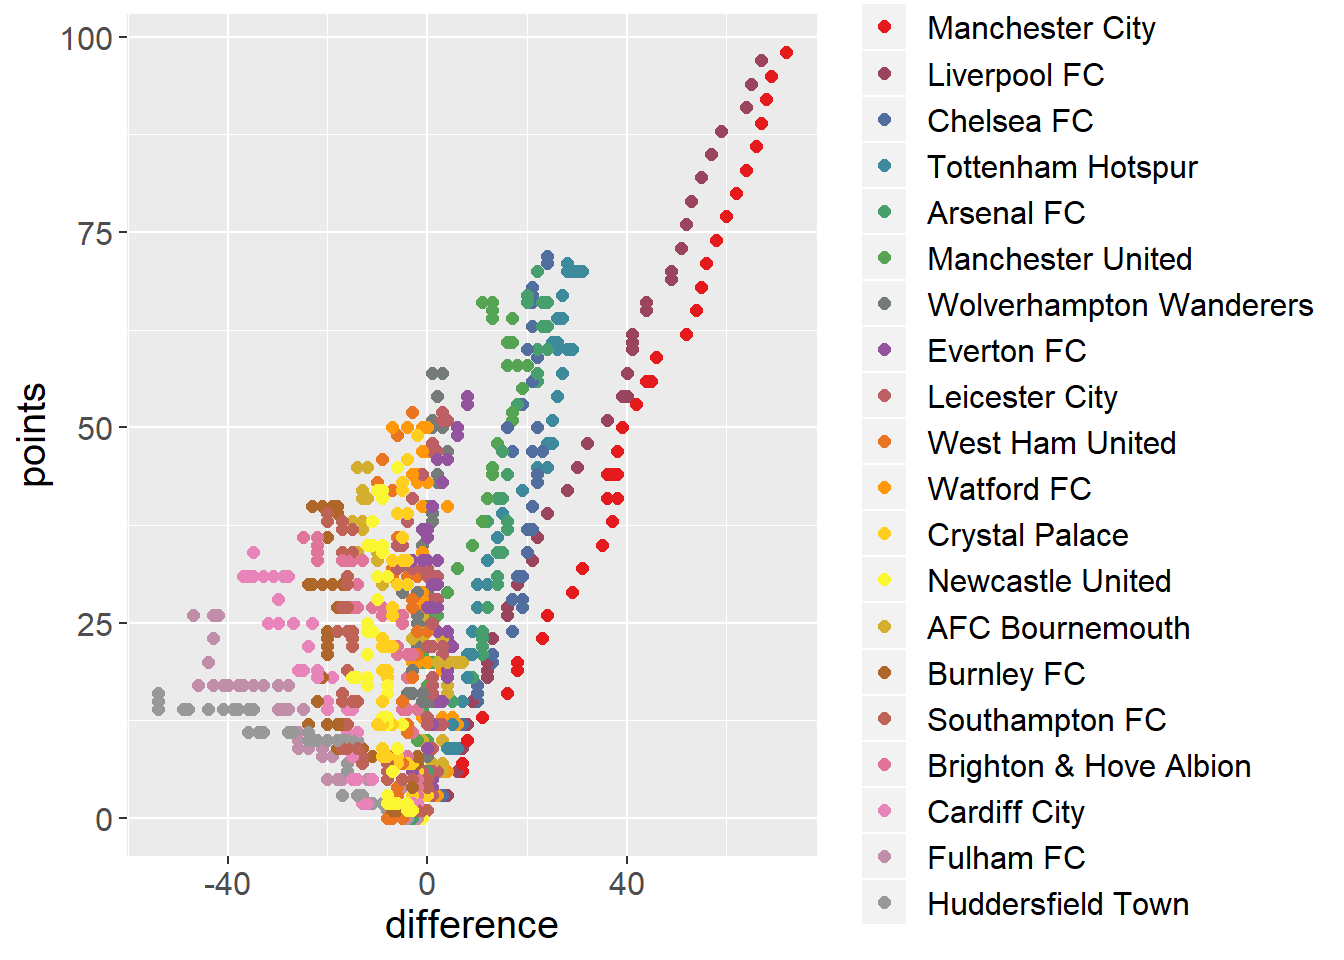 100
75
50
25
0
points
-40
0
40
difference
Manchester City
Liverpool FC
Chelsea FC
Tottenham Hotspur
Arsenal FC
Manchester United
Wolverhampton Wanderers
Everton FC
Leicester City
West Ham United
Watford FC
Crystal Palace
Newcastle United
AFC Bournemouth
Burnley FC
Southampton FC
Brighton & Hove Albion
Cardiff City
Fulham FC
Huddersfield Town